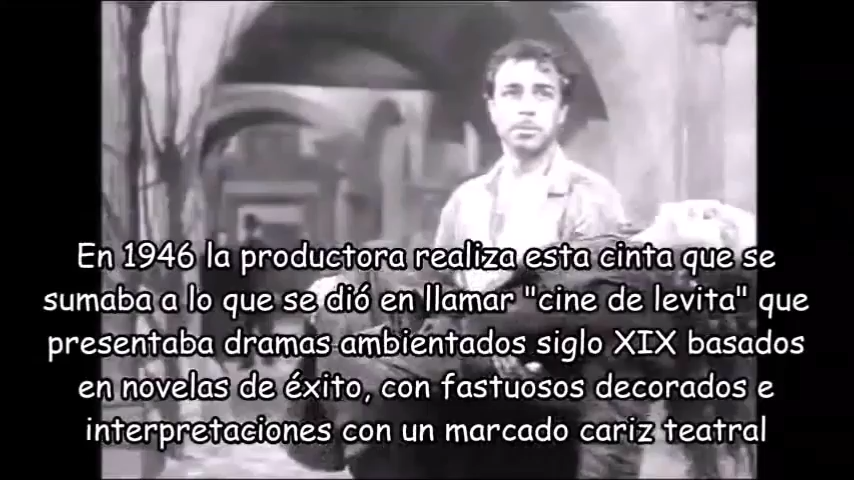 En 1946 la productora realiza esta cinta que se
sumaba a lo que se dió en llamar "cine de levita" que
presentaba dramas ambientados siglo XIX basados
en novelas de éxito, con fastuosos decorados e
interpretaciones con un marcado cariz teatral